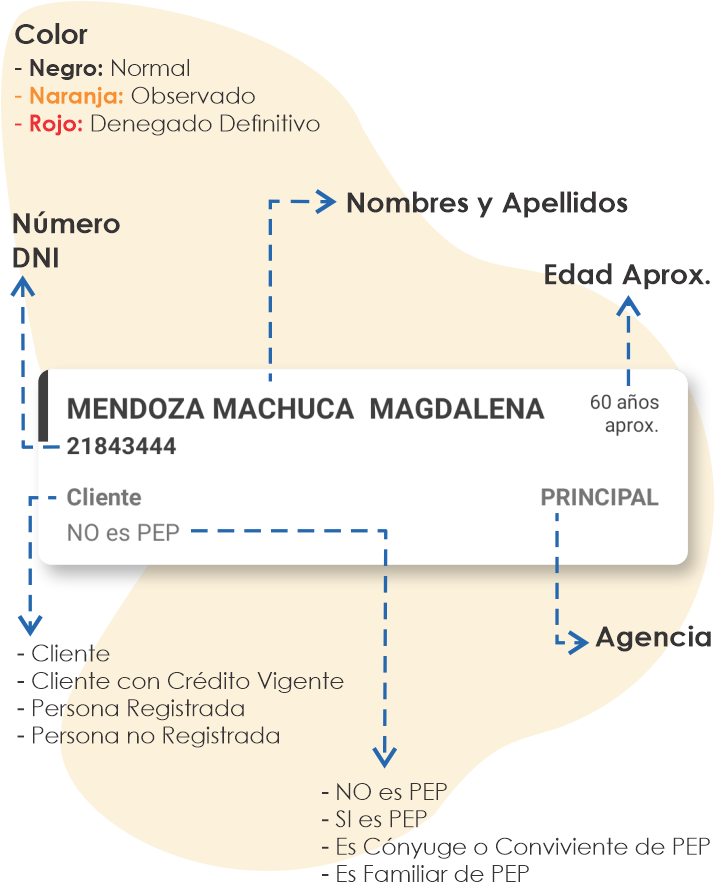 Color
- Negro: Normal
- Naranja: Observado
- Rojo: Denegado Definitivo
Nombres y Apellidos
Número
DNI
Edad Aprox.
MENDOZA MACHUCA MAGDALENA
60 años
aprox.
21843444
Cliente
PRINCIPAL
NO es PEP
Agencia
- Cliente
- Cliente con Crédito Vigente
- Persona Registrada
- Persona no Registrada
- NO es PEP
- SI es PEP
- Es Cónyuge o Conviviente de PEP
- Es Familiar de PEP